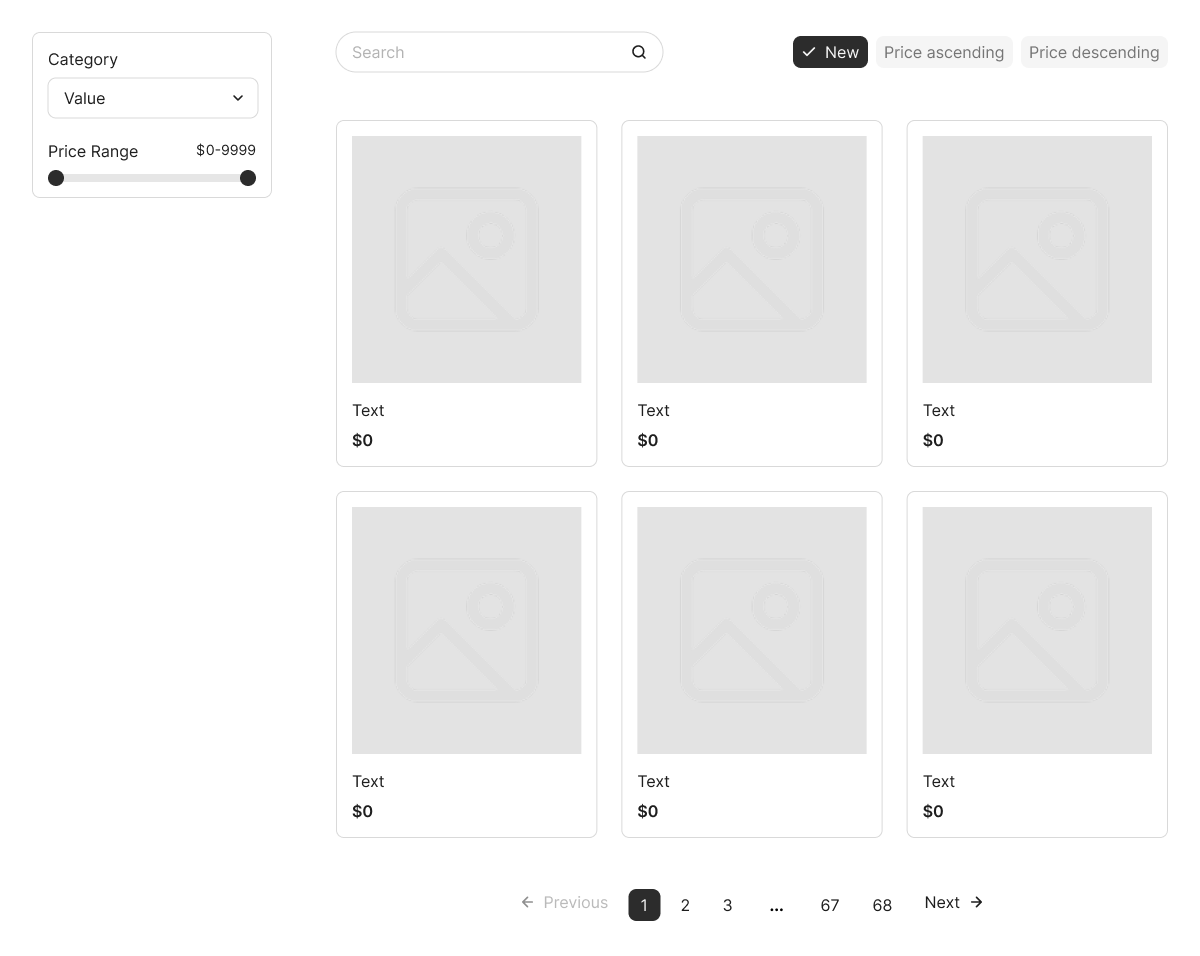 Category
Value
Price Range $0-9999
Search
New Price ascending Price descending
Text Text Text
$0 $0 $0
Text Text Text
$0 $0 $0
Previous 1 2 3 ... 67 68 Next